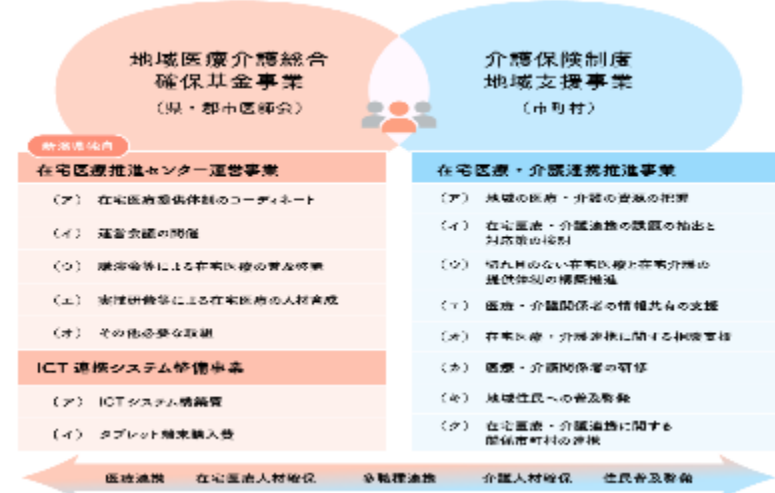 地域医療介護総合
確保基金事業
（県・郡市医師会）
介護保険制度
地域支援事業
（市町村）
新潟県独自
在宅医療推進センター運営事業
（ア） 在宅医療提供体制のコーディネート
（イ） 運営会議の開催
（ウ） 講演会等による在宅医療の普及啓発
（エ） 実技研修等による在宅医療の人材育成
（オ） その他必要な取組
ICT 連携システム整備事業
（ア） ICTシステム構築費
（イ） タブレット端末購入費
在宅医療・介護連携推進事業
（ア） 地域の医療・介護の資源の把握
（イ） 在宅医療・介護連携の課題の抽出と
対応策の検討
（ウ） 切れ目のない在宅医療と在宅介護の
提供体制の構築推進
（エ） 医療・介護関係者の情報共有の支援
（オ） 在宅医療・介護連携に関する相談支援
（カ） 医療・介護関係者の研修
（キ） 地域住民への普及啓発
（ク） 在宅医療・介護連携に関する
関係市町村の連携
医療連携 在宅医療人材確保 多職種連携 介護人材確保 住民普及啓発